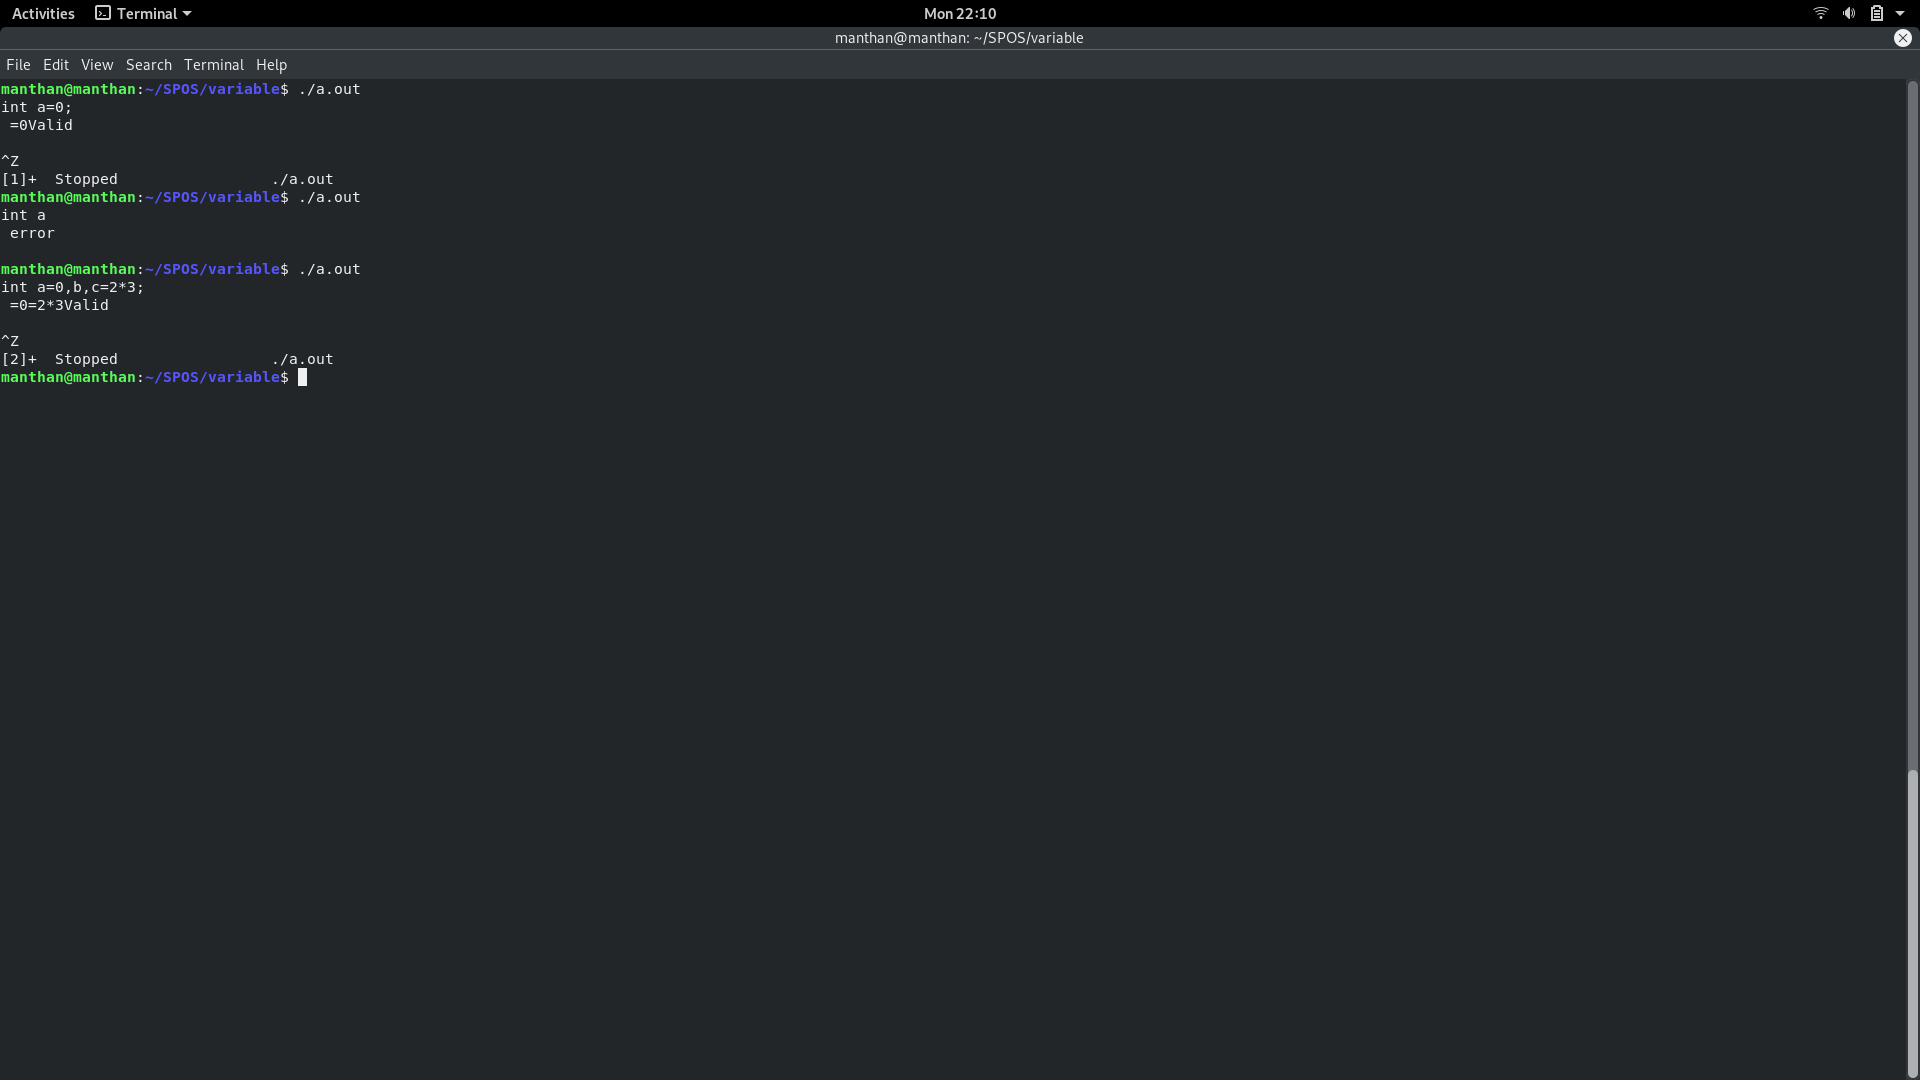 Activities Terminal Mon 22:10
manthan@manthan: ~/SPOS/variable
File Edit View Search Terminal Help
manthan@manthan:~/SPOS/variable$ ./a.out
int a=0;
 =0Valid
^Z
[1]+  Stopped                 ./a.out
manthan@manthan:~/SPOS/variable$ ./a.out
int a
 error
manthan@manthan:~/SPOS/variable$ ./a.out
int a=0,b,c=2*3;
 =0=2*3Valid
^Z
[2]+  Stopped                 ./a.out
manthan@manthan:~/SPOS/variable$